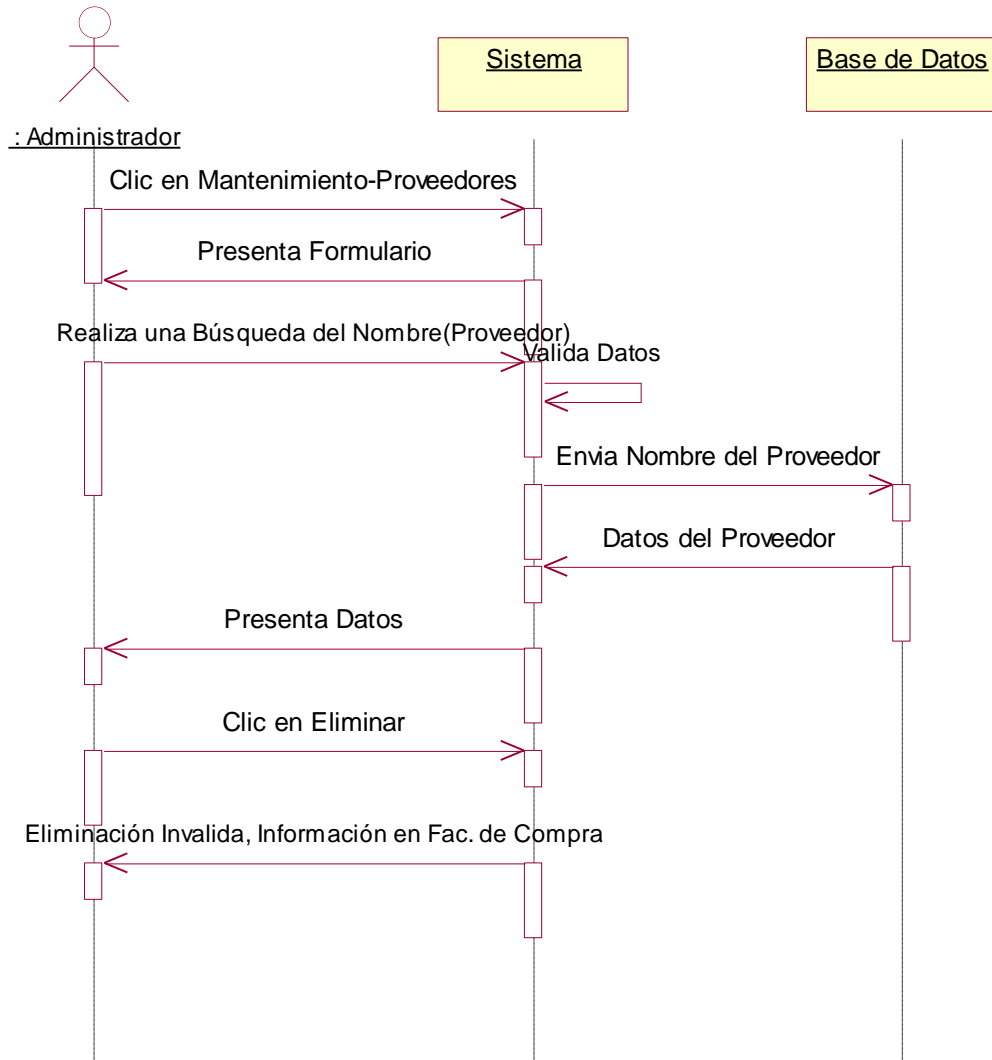 Sistema
Base de Datos
: Administrador
Clic en Mantenimiento-Proveedores
Presenta Formulario
Realiza una Búsqueda del Nombre(Proveedor)
Valida Datos
Envia Nombre del Proveedor
Datos del Proveedor
Presenta Datos
Clic en Eliminar
Eliminación Invalida, Información en Fac. de Compra